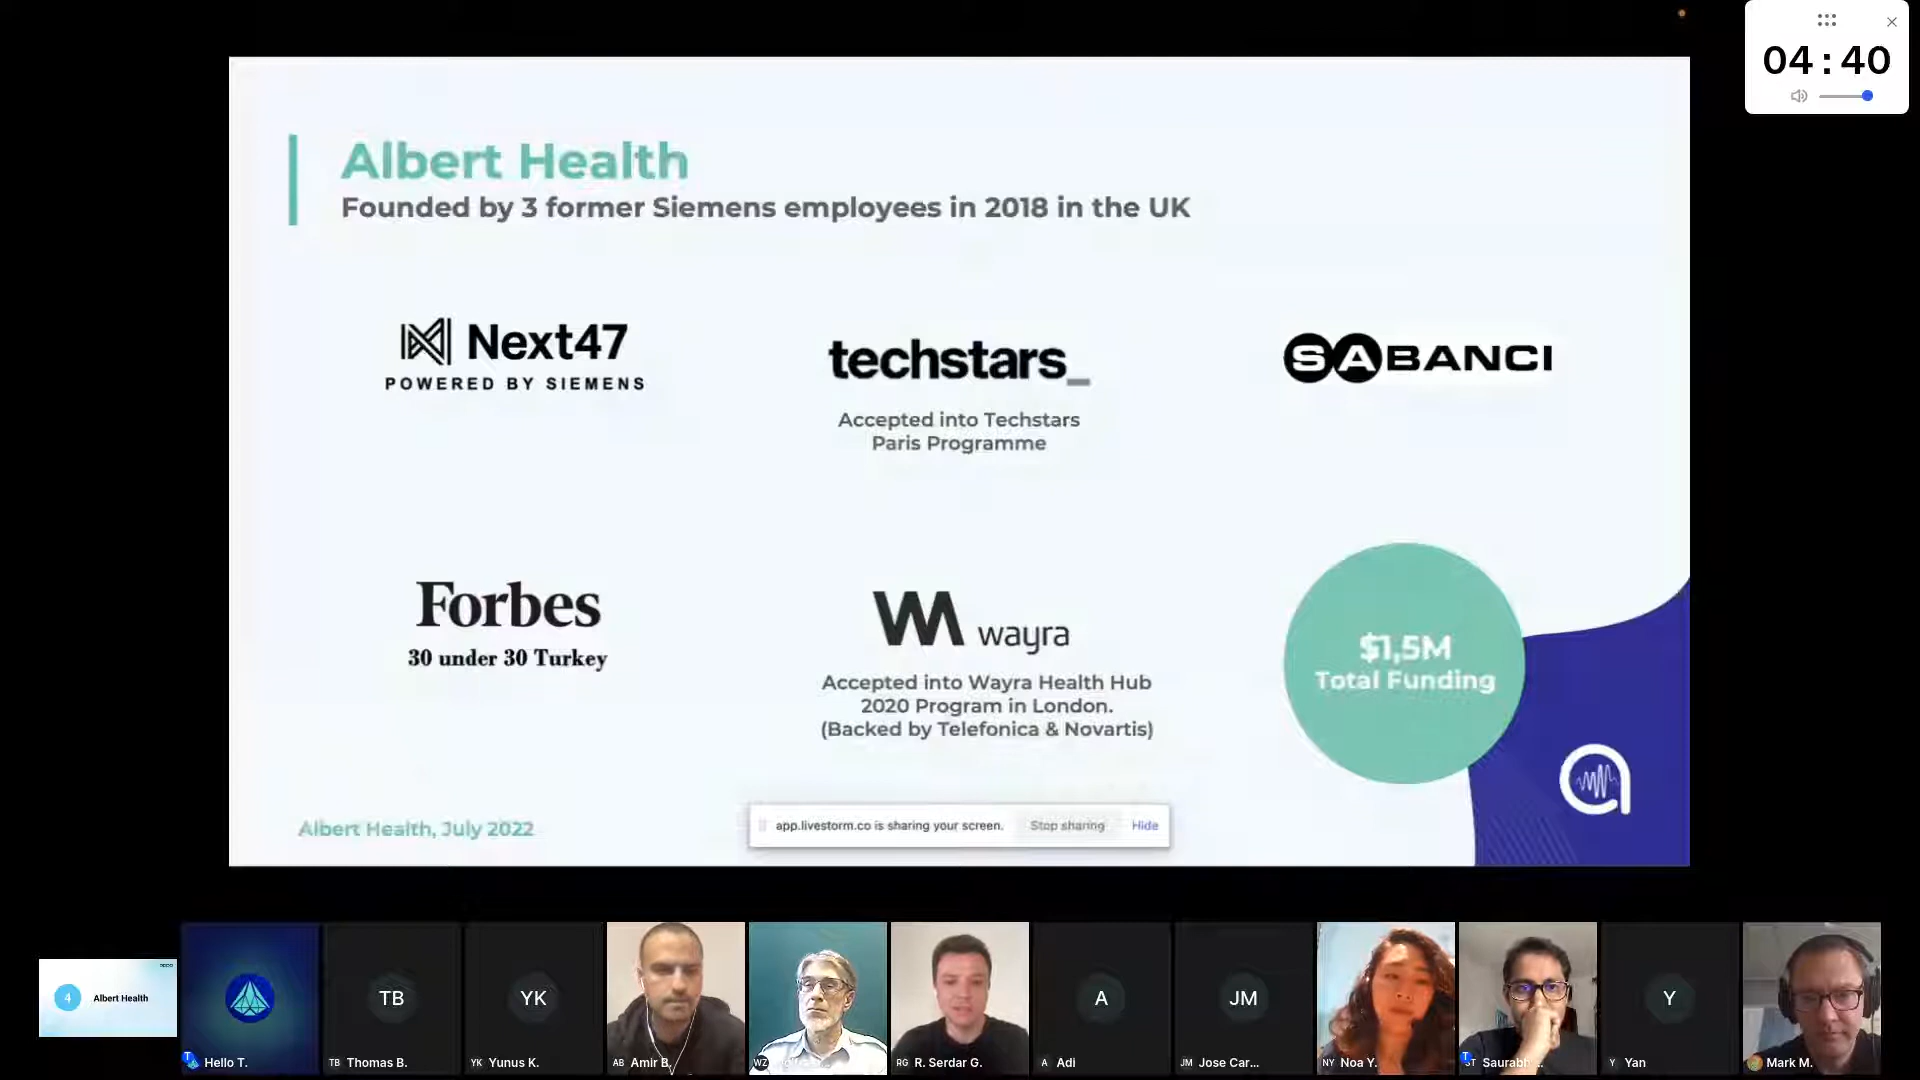 04:40
Albert Health
Founded by 3 former Siemens employees in 2018 in the UK
Next47
POWERED BY SIEMENS
techstars_
Accepted into Techstars
Paris Programme
SABANCI
Forbes
30 under 30 Turkey
wayra
Accepted into Wayra Health Hub
2020 Program in London.
(Backed by Telefonica & Novartis)
$1,5M
Total Funding
Albert Health, July 2022
app.livestorm.co is sharing your screen.
Stop sharing
Hide
4
Albert Health
T
Hello T.
TB
TB Thomas B.
YK
YK Yunus K.
AB Amir B.
WZ
RG R. Serdar G.
A
A Adi
JM
JM Jose Car...
NY Noa Y.
T
ST Saurabh
Y
Y Yan
Mark M.